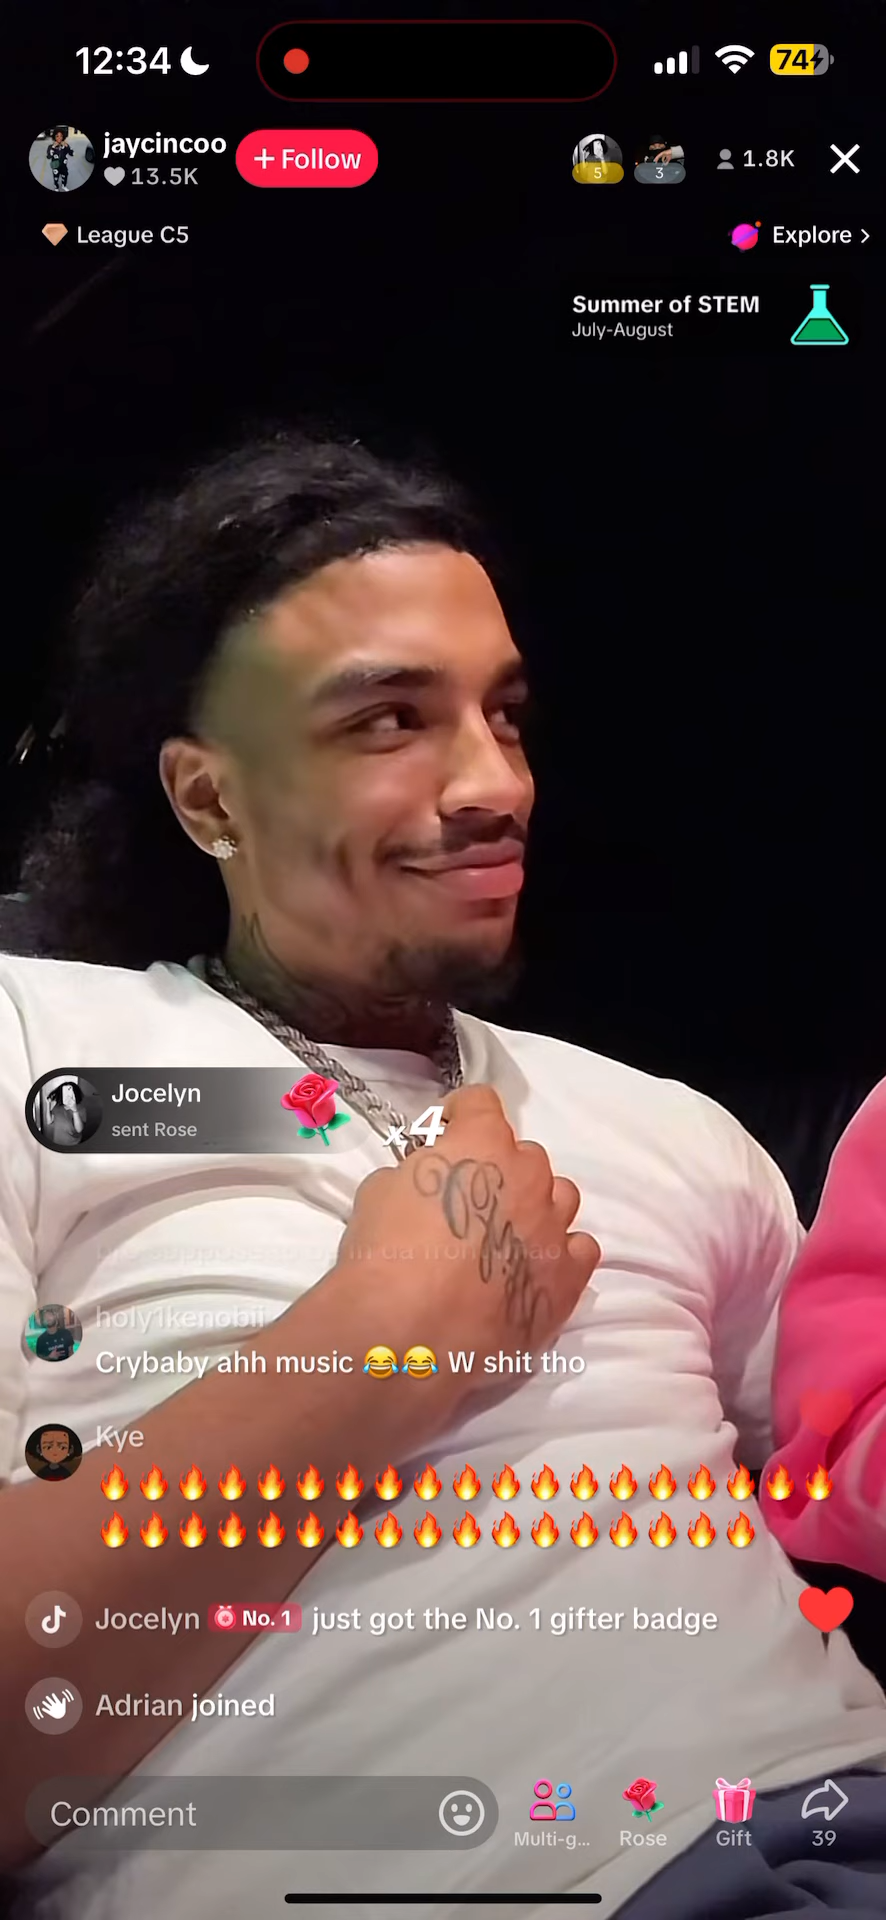 12:34
74
jaycincoo
+ Follow
13.5K
5
3
1.8K
League C5
Explore >
Summer of STEM
July-August
Jocelyn
sent Rose
x4
holy1kenobii
Crybaby ahh music 😂😂 W shit tho
Kye
🔥🔥🔥🔥🔥🔥🔥🔥🔥🔥🔥🔥🔥🔥🔥🔥🔥🔥🔥
🔥🔥🔥🔥🔥🔥🔥🔥🔥🔥🔥🔥🔥🔥🔥🔥🔥
Jocelyn No. 1 just got the No. 1 gifter badge
Adrian joined
Comment
Multi-g...
Rose
Gift
39